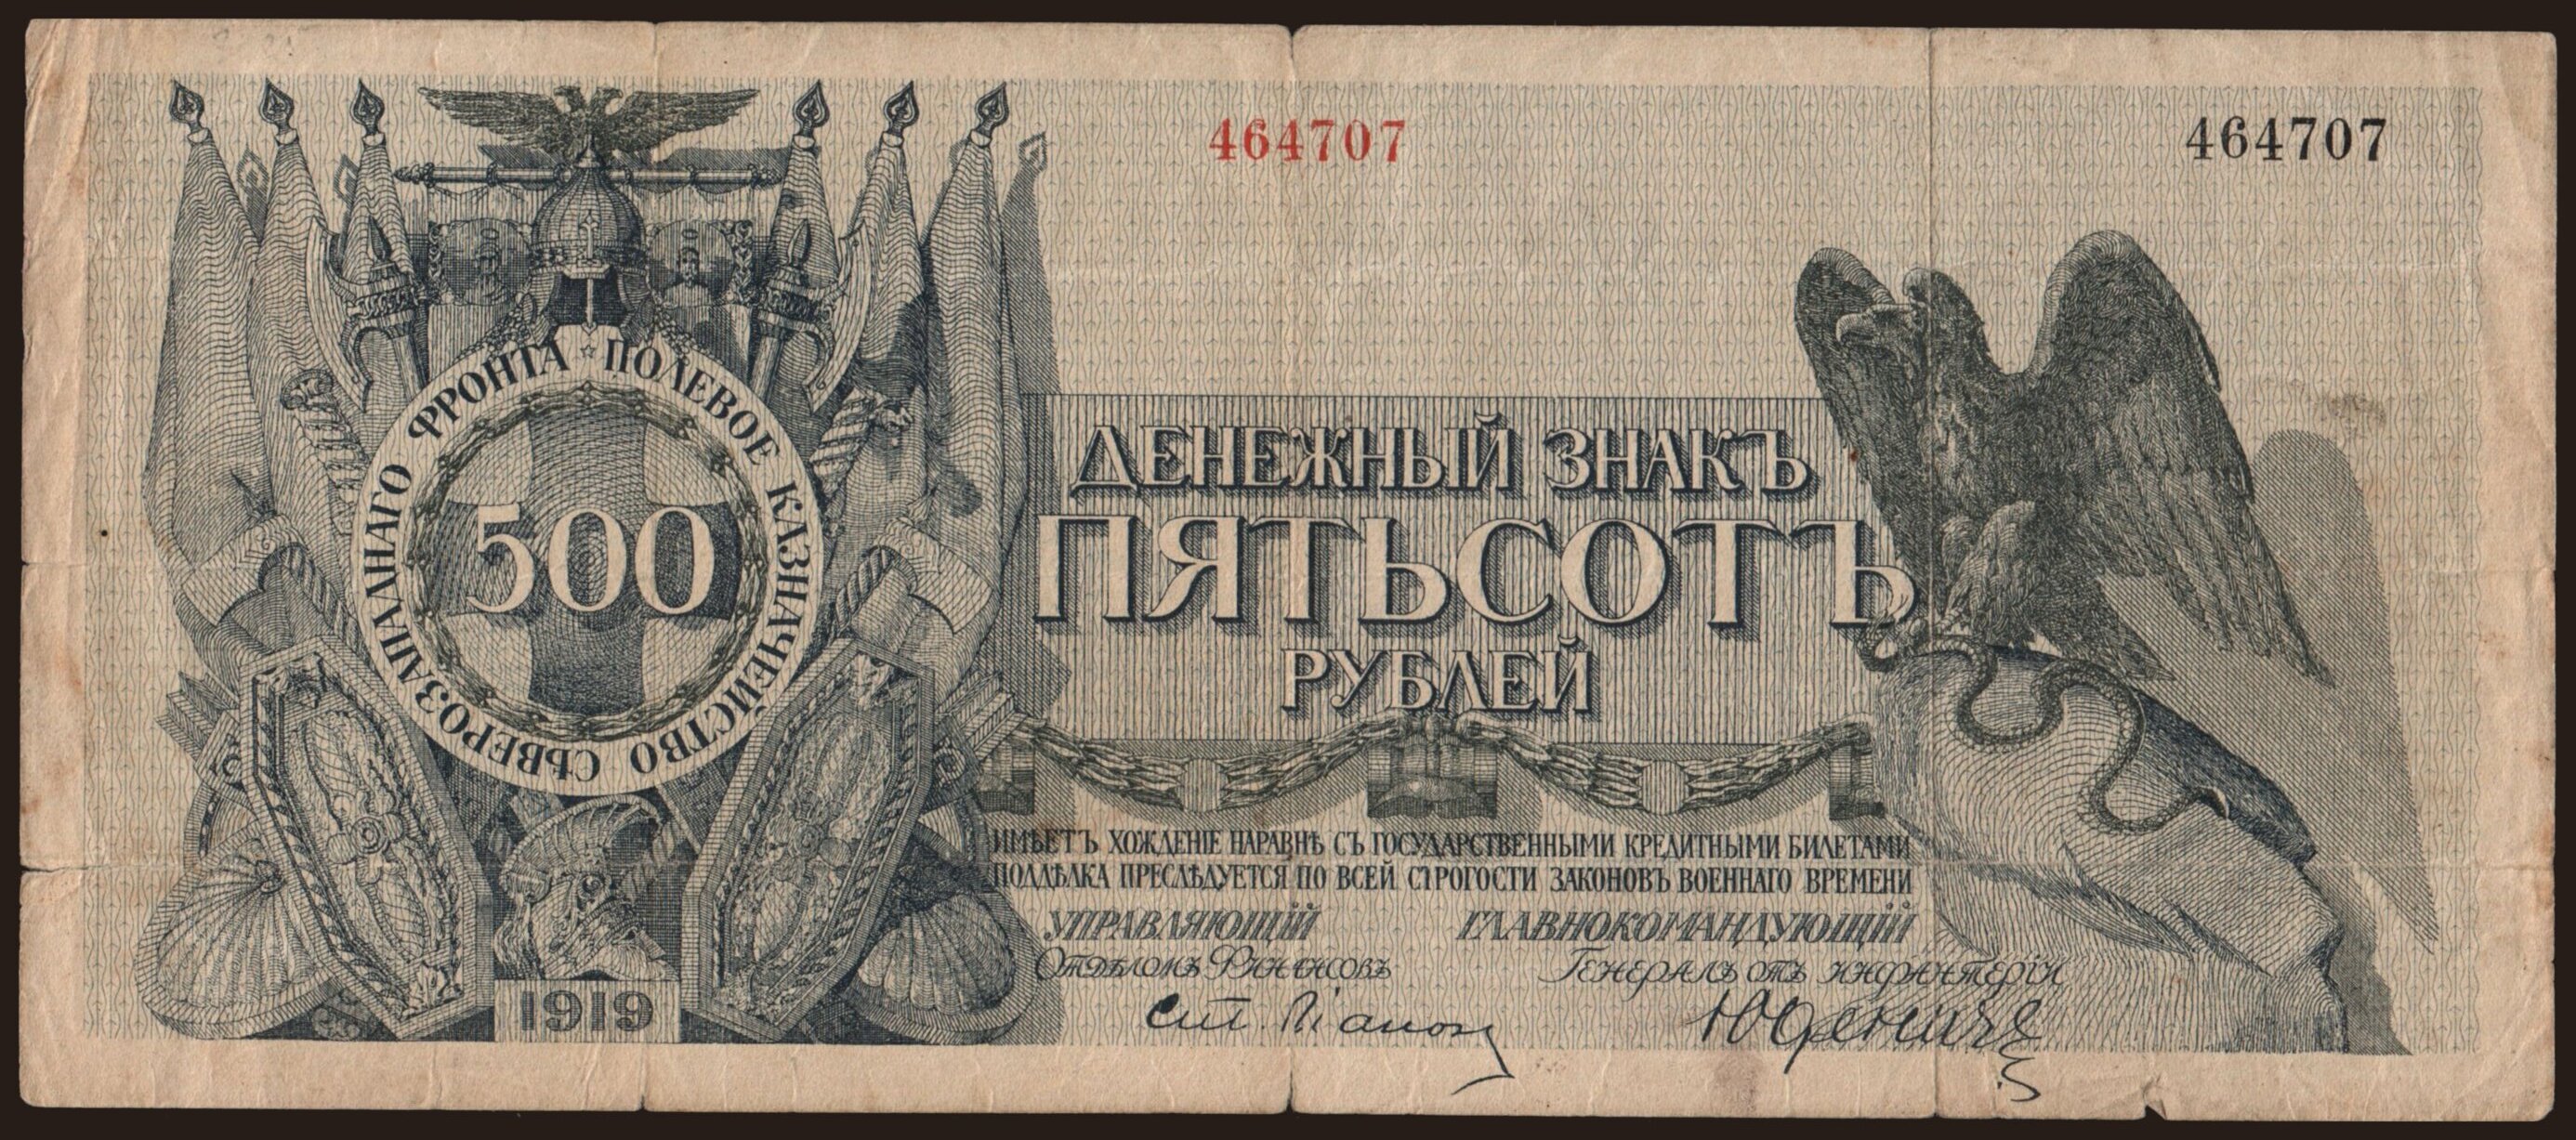 464707
464707
ПОЛЕВОЕ КАЗНАЧЕЙСТВО СѢВЕРОЗАПАДНАГО ФРОНТА
500
ДЕНЕЖНЫЙ ЗНАКЪ
ПЯТЬСОТЪ
РУБЛЕЙ
ИМѢЕТЪ ХОЖДЕНІЕ НАРАВНѢ СЪ ГОСУДАРСТВЕННЫМИ КРЕДИТНЫМИ БИЛЕТАМИ
ПОДДѢЛКА ПРЕСЛѢДУЕТСЯ ПО ВСЕЙ СТРОГОСТИ ЗАКОНОВЪ ВОЕННАГО ВРЕМЕНИ
УПРАВЛЯЮЩІЙ ГЛАВНОКОМАНДУЮЩІЙ
ОТДѢЛОМЪ ФИНАНСОВЪ ГЕНЕРАЛЪ ОТЪ ИНФАНТЕРІИ
Юденичъ
1919